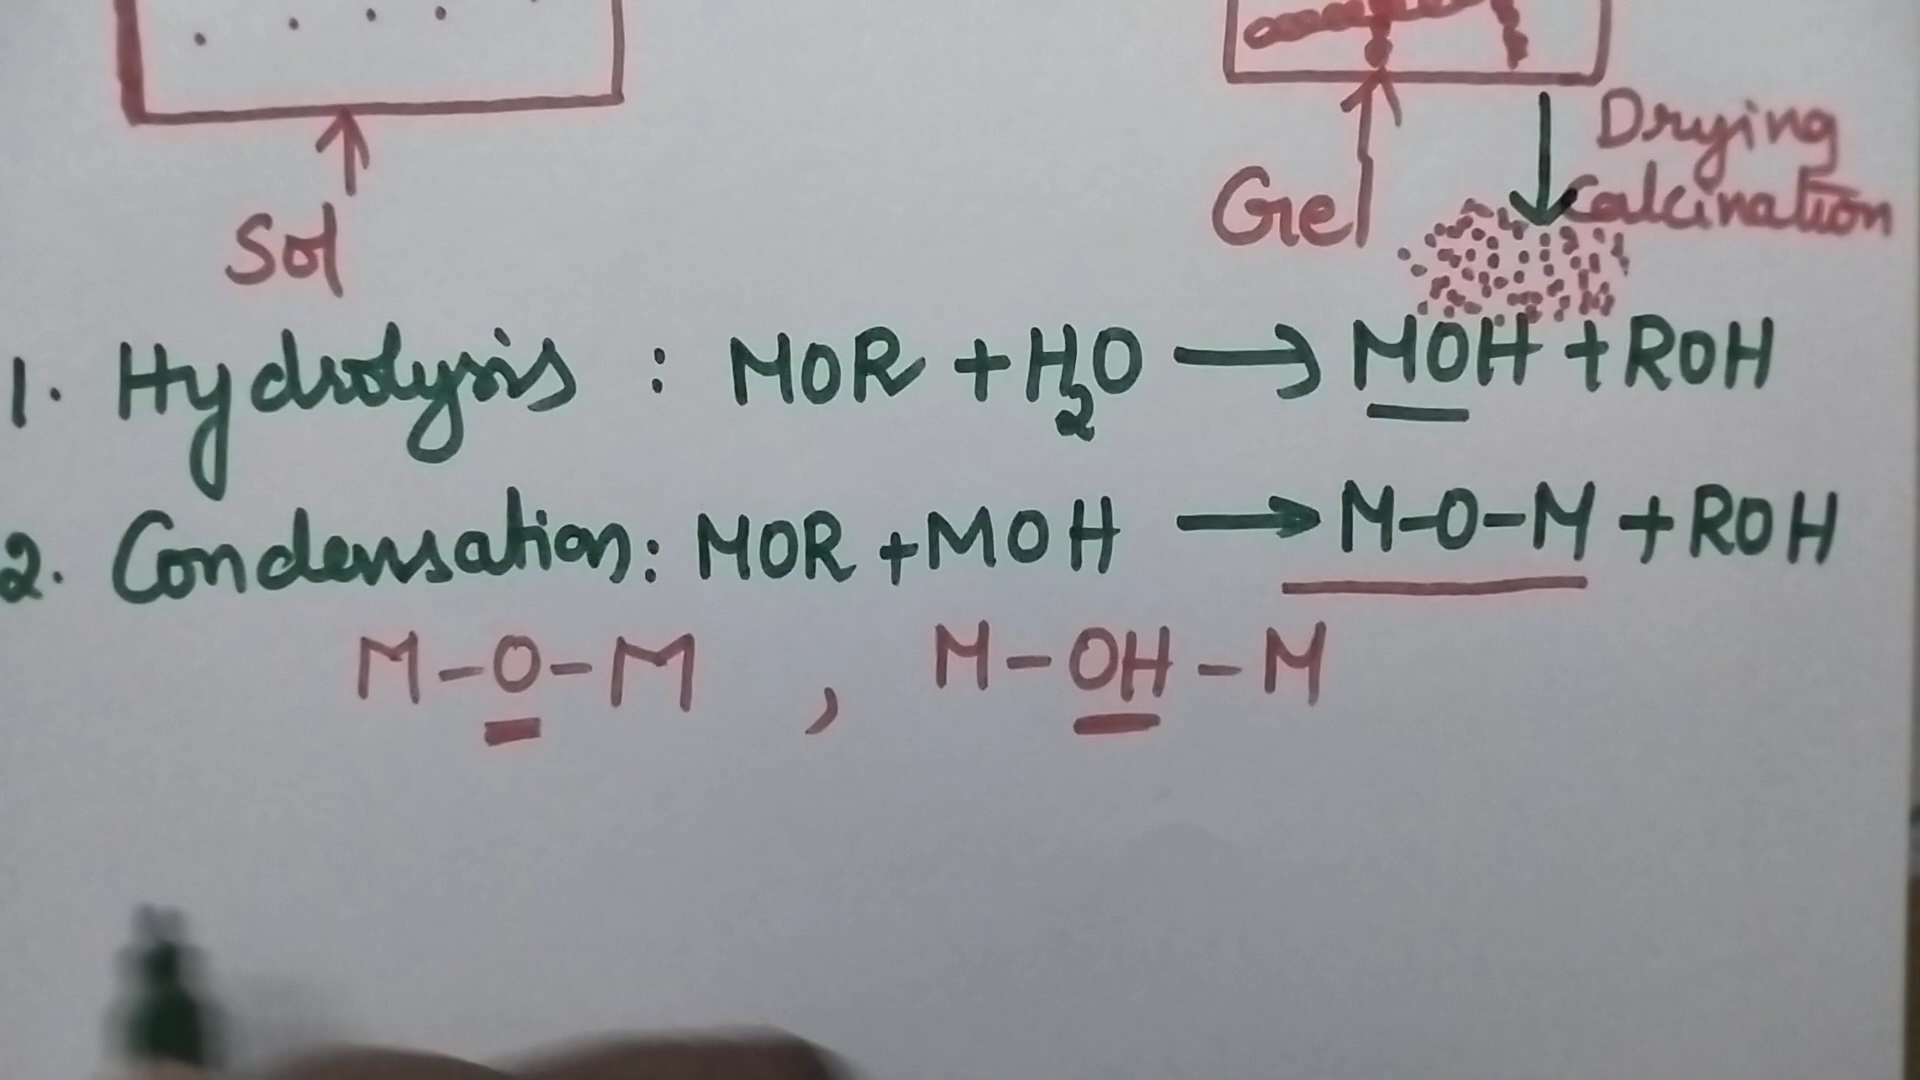 Drying
Calcination
Gel
Sol
1. Hydrolysis : MOR + H₂O → MOH + ROH
2. Condensation: MOR + MOH → M-O-M + ROH
M-O-M , M-OH-M